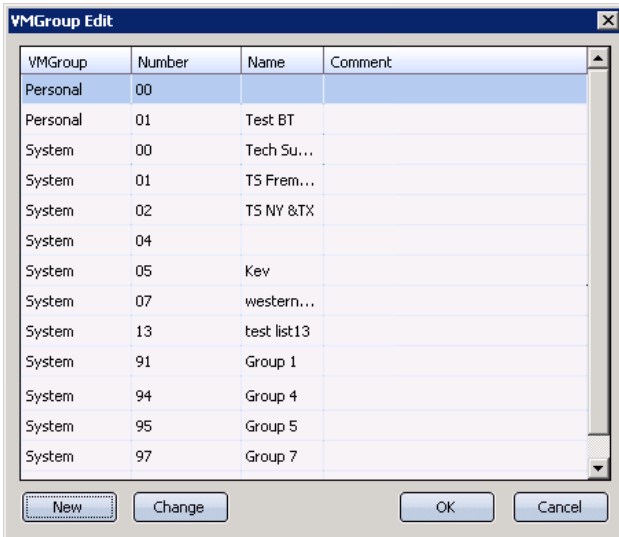 VMGroup Edit
VMGroup Number Name Comment
Personal 00
Personal 01 Test BT
System 00 Tech Su...
System 01 TS Frem...
System 02 TS NY &TX
System 04
System 05 Kev
System 07 western...
System 13 test list13
System 91 Group 1
System 94 Group 4
System 95 Group 5
System 97 Group 7
New Change OK Cancel